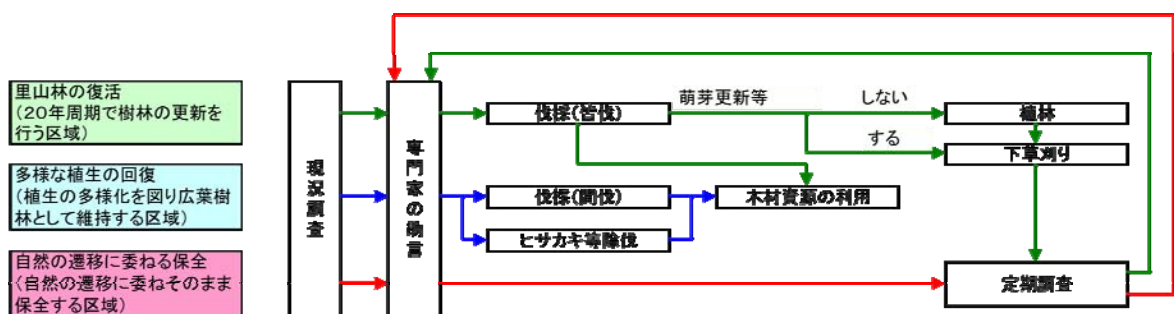 里山林の復活
(20年周期で樹林の更新を
行う区域)
多様な植生の回復
(植生の多様化を図り広葉樹
林として維持する区域)
自然の遷移に委ねる保全
(自然の遷移に委ねそのまま
保全する区域)
現況調査
専門家の助言
伐採(皆伐)
萌芽更新等
しない
する
植林
下草刈り
伐採(間伐)
ヒサカキ等除伐
木材資源の利用
定期調査